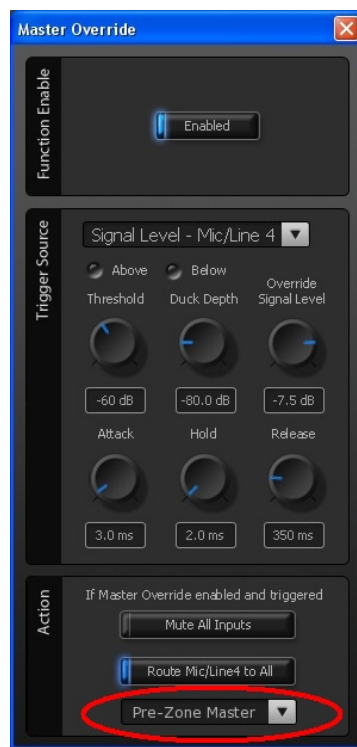 Master Override
Function Enable
Enabled
Trigger Source
Signal Level - Mic/Line 4
Above Below
Threshold Duck Depth Override Signal Level
-60 dB -80.0 dB -7.5 dB
Attack Hold Release
3.0 ms 2.0 ms 350 ms
Action
If Master Override enabled and triggered
Mute All Inputs
Route Mic/Line4 to All
Pre-Zone Master